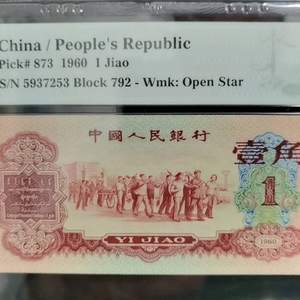 China / People's Republic
Pick# 873 1960 1 Jiao
S/N 5937253 Block 792 - Wmk: Open Star
中國人民银行
壹角
1
YI JIAO
1960